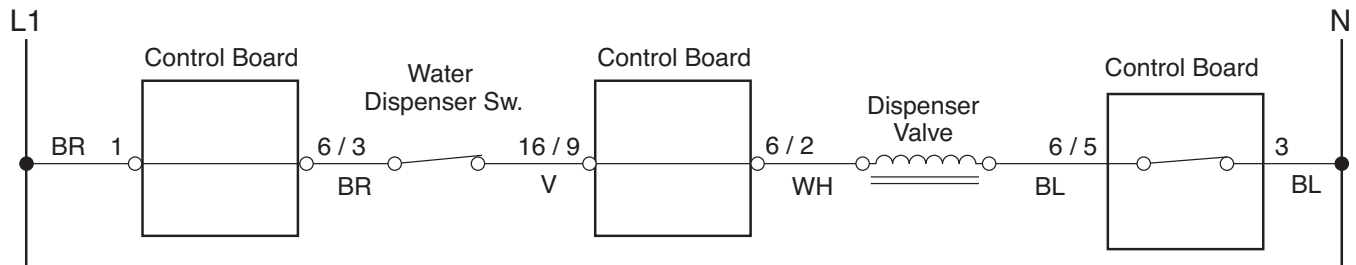 L1
N
Control Board
Water
Dispenser Sw.
Control Board
Dispenser
Valve
Control Board
BR 1
6 / 3
BR
16 / 9
V
6 / 2
WH
6 / 5
BL
3
BL